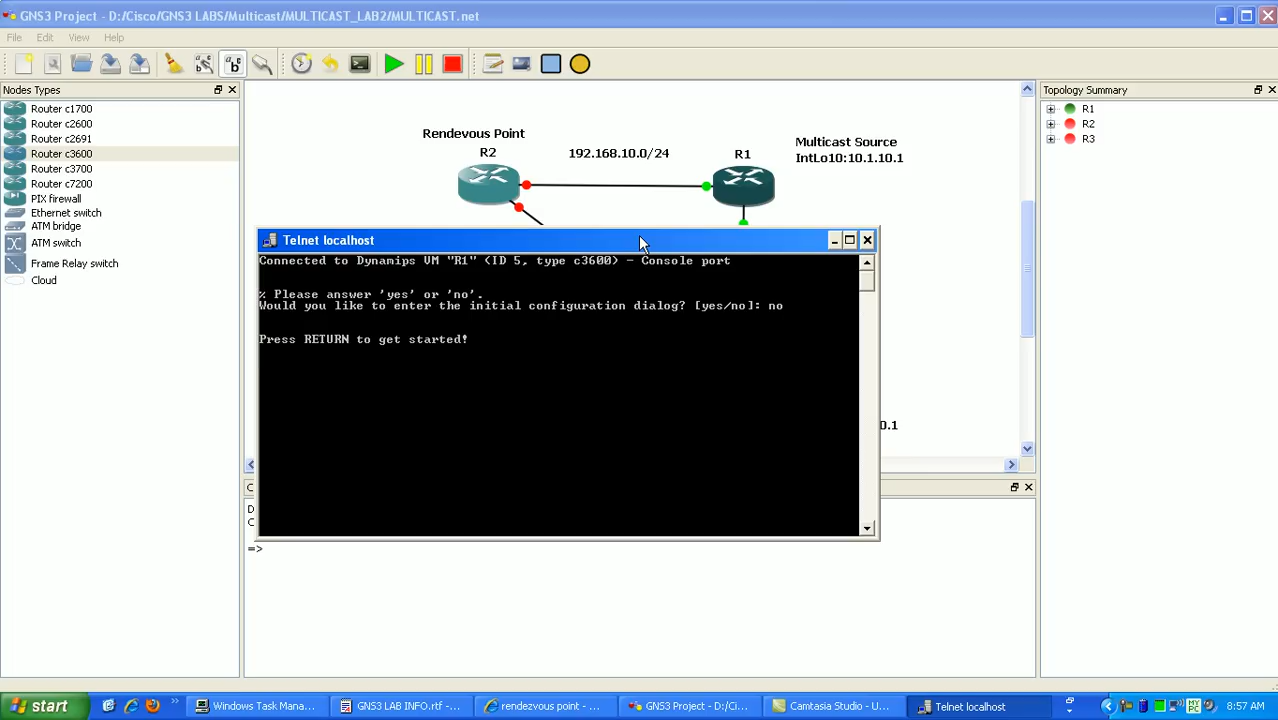 GNS3 Project - D:/Cisco/GNS3 LABS/Multicast/MULTICAST_LAB2/MULTICAST.net
File Edit View Help
Nodes Types
Router c1700
Router c2600
Router c2691
Router c3600
Router c3700
Router c7200
PIX firewall
Ethernet switch
ATM bridge
ATM switch
Frame Relay switch
Cloud
Rendevous Point
R2
192.168.10.0/24
R1
Multicast Source
IntLo10:10.1.10.1
Topology Summary
R1
R2
R3
Telnet localhost
Connected to Dynamips VM "R1" (ID 5, type c3600) - Console port
% Please answer 'yes' or 'no'.
Would you like to enter the initial configuration dialog? [yes/no]: no
Press RETURN to get started!
0.1
C
D
C
=>
start
Windows Task Mana...
GNS3 LAB INFO.rtf -...
rendevous point - ...
GNS3 Project - D:/Ci...
Camtasia Studio - U...
Telnet localhost
8:57 AM